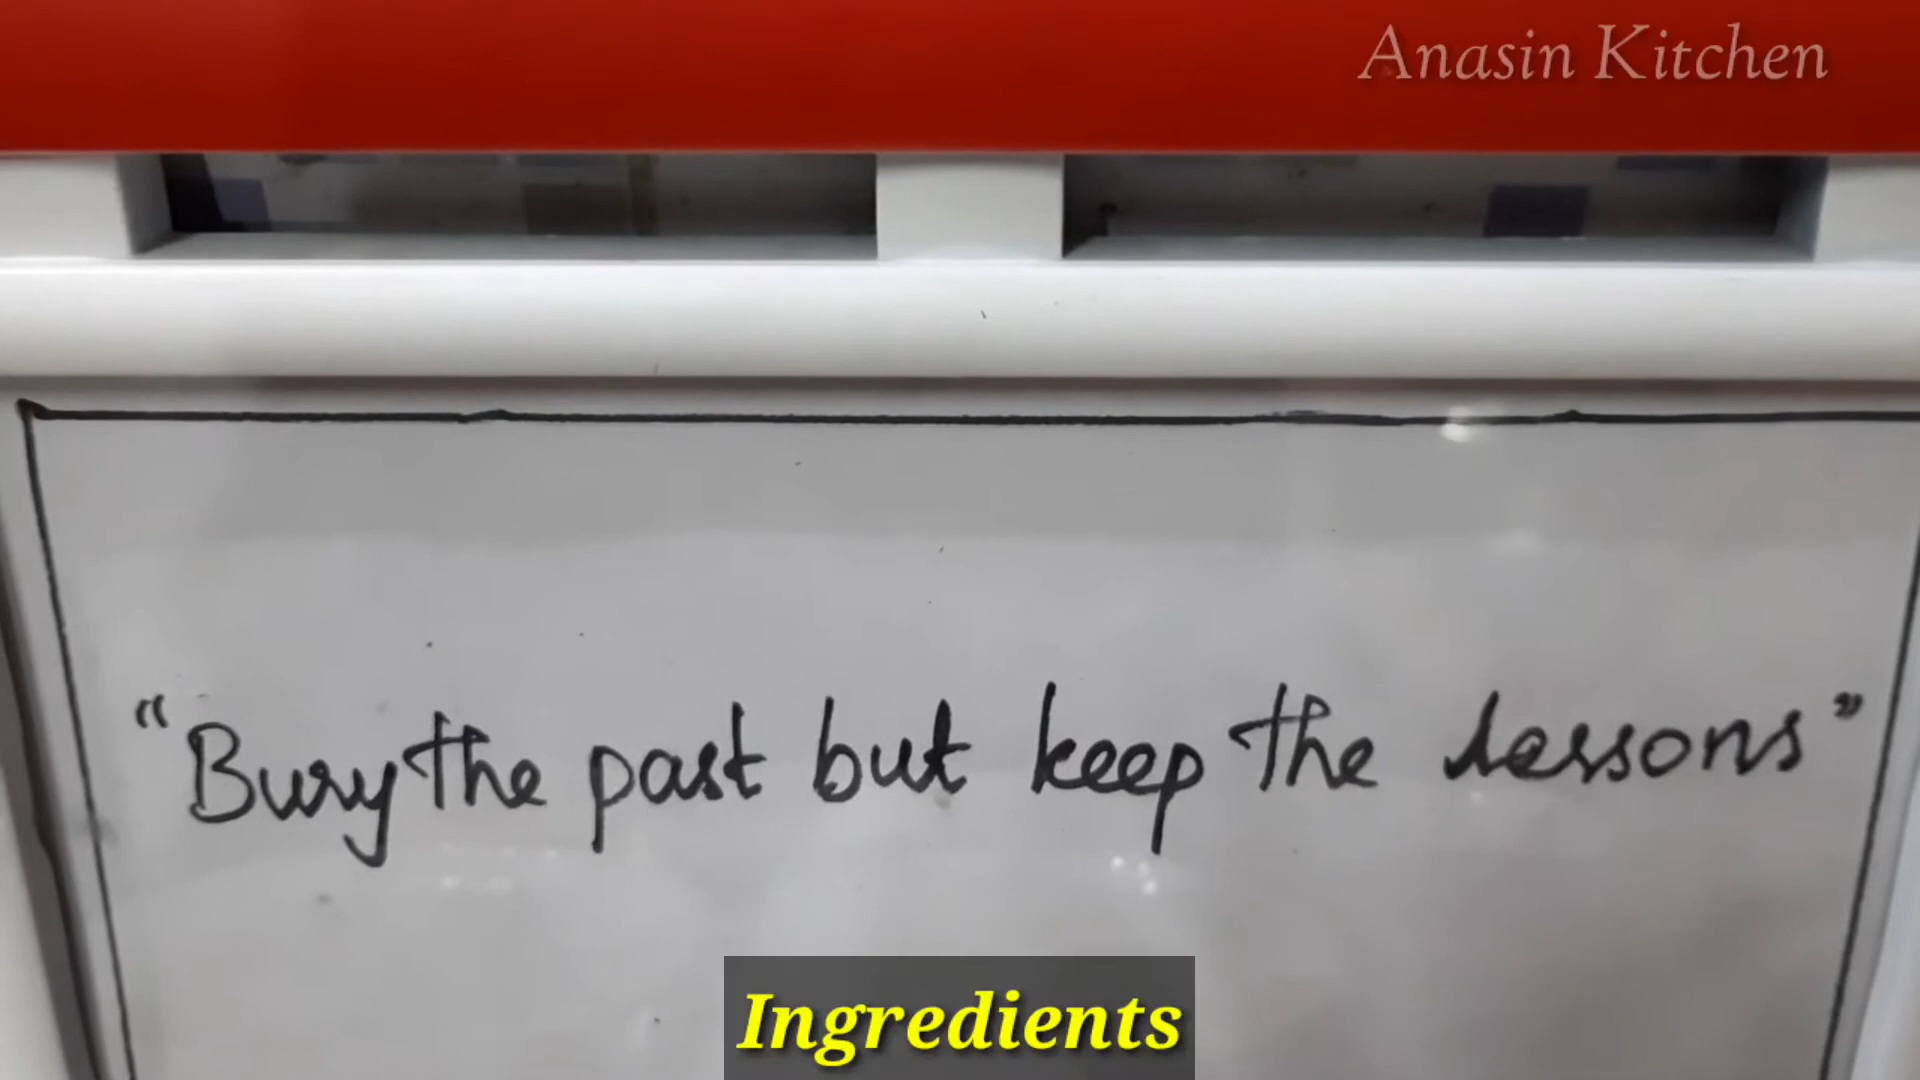 Anasin Kitchen
"Bury the past but keep the lessons"
Ingredients